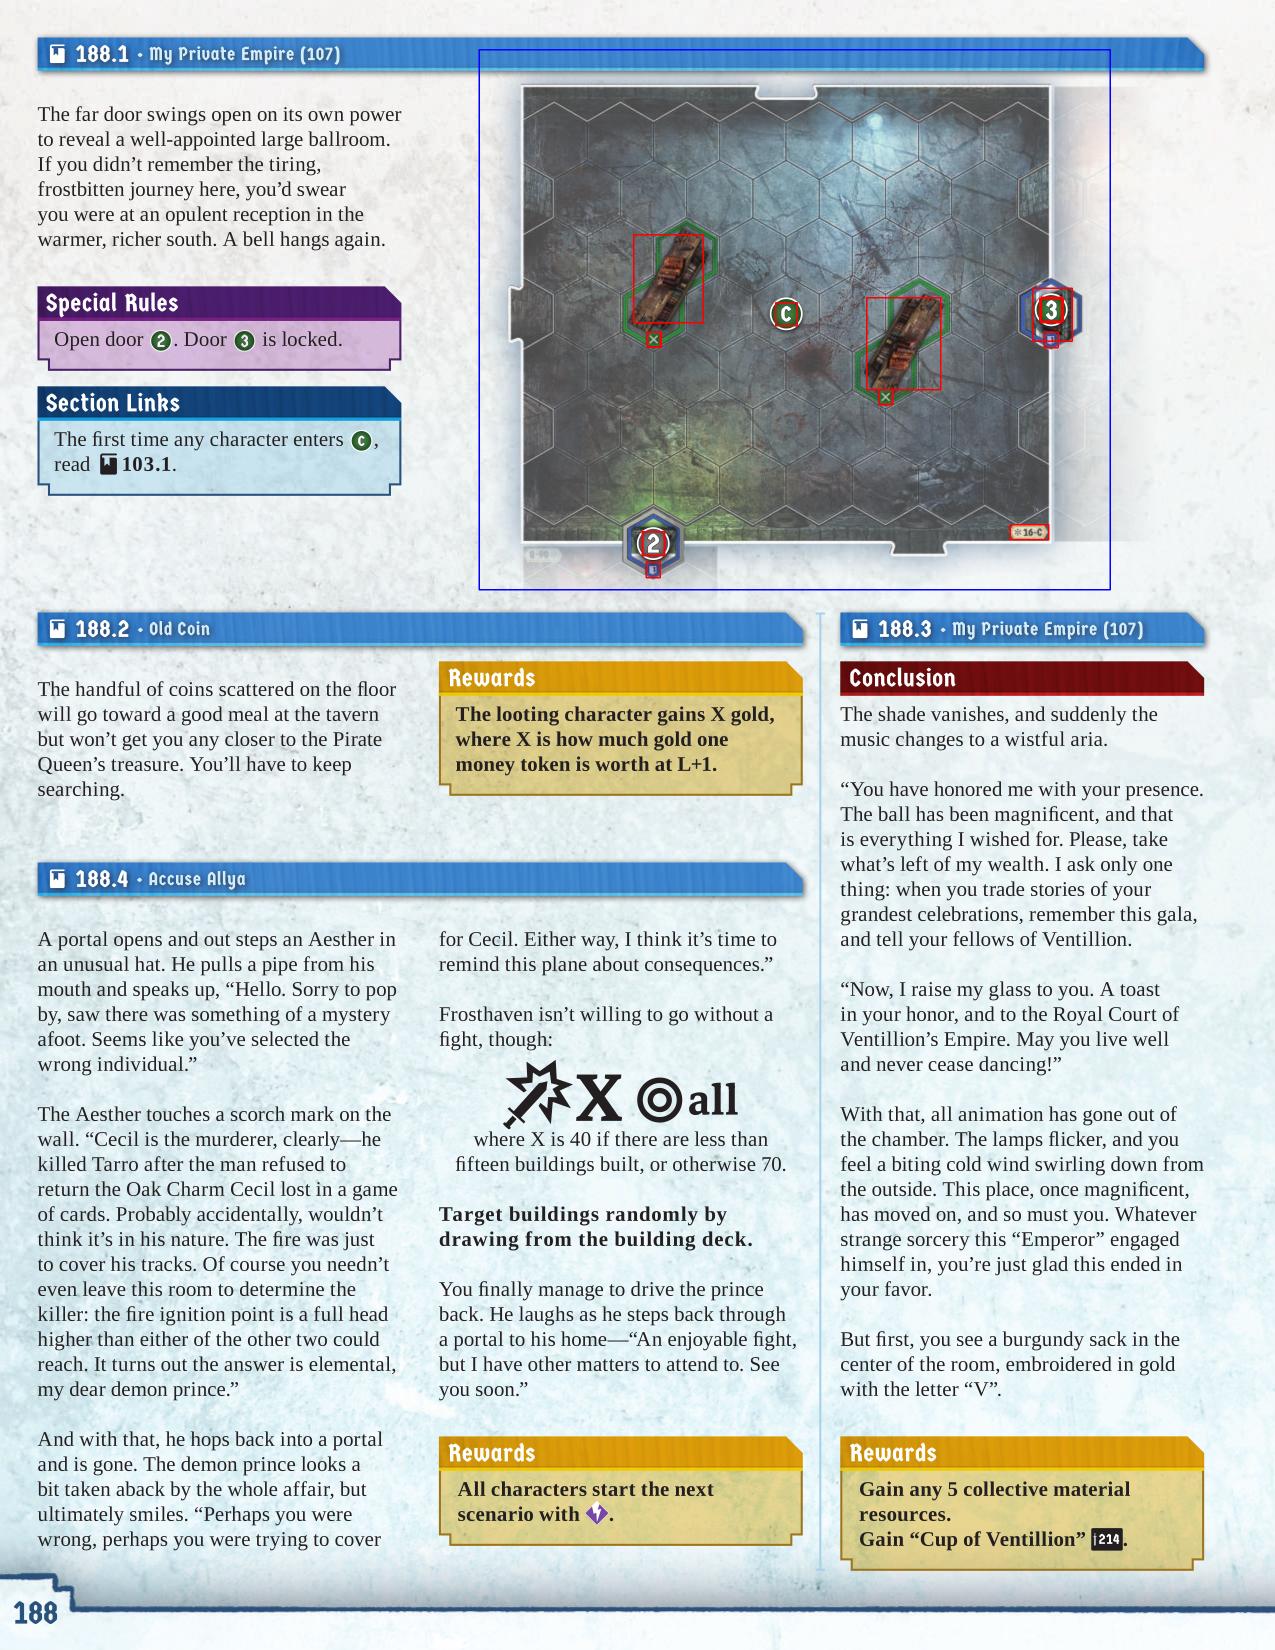 188.1 • My Private Empire (107)
The far door swings open on its own power
to reveal a well-appointed large ballroom.
If you didn’t remember the tiring,
frostbitten journey here, you’d swear
you were at an opulent reception in the
warmer, richer south. A bell hangs again.
Special Rules
Open door 2. Door 3 is locked.
Section Links
The first time any character enters C,
read 103.1.
C
3
1
2
1
16-C
188.2 • Old Coin
The handful of coins scattered on the floor
will go toward a good meal at the tavern
but won’t get you any closer to the Pirate
Queen’s treasure. You’ll have to keep
searching.
Rewards
The looting character gains X gold,
where X is how much gold one
money token is worth at L+1.
188.4 • Accuse Allya
A portal opens and out steps an Aesther in
an unusual hat. He pulls a pipe from his
mouth and speaks up, “Hello. Sorry to pop
by, saw there was something of a mystery
afoot. Seems like you’ve selected the
wrong individual.”
The Aesther touches a scorch mark on the
wall. “Cecil is the murderer, clearly—he
killed Tarro after the man refused to
return the Oak Charm Cecil lost in a game
of cards. Probably accidentally, wouldn’t
think it’s in his nature. The fire was just
to cover his tracks. Of course you needn’t
even leave this room to determine the
killer: the fire ignition point is a full head
higher than either of the other two could
reach. It turns out the answer is elemental,
my dear demon prince.”
And with that, he hops back into a portal
and is gone. The demon prince looks a
bit taken aback by the whole affair, but
ultimately smiles. “Perhaps you were
wrong, perhaps you were trying to cover
for Cecil. Either way, I think it’s time to
remind this plane about consequences.”
Frosthaven isn’t willing to go without a
fight, though:
X all
where X is 40 if there are less than
fifteen buildings built, or otherwise 70.
Target buildings randomly by
drawing from the building deck.
You finally manage to drive the prince
back. He laughs as he steps back through
a portal to his home—“An enjoyable fight,
but I have other matters to attend to. See
you soon.”
Rewards
All characters start the next
scenario with .
188.3 • My Private Empire (107)
Conclusion
The shade vanishes, and suddenly the
music changes to a wistful aria.
“You have honored me with your presence.
The ball has been magnificent, and that
is everything I wished for. Please, take
what’s left of my wealth. I ask only one
thing: when you trade stories of your
grandest celebrations, remember this gala,
and tell your fellows of Ventillion.
“Now, I raise my glass to you. A toast
in your honor, and to the Royal Court of
Ventillion’s Empire. May you live well
and never cease dancing!”
With that, all animation has gone out of
the chamber. The lamps flicker, and you
feel a biting cold wind swirling down from
the outside. This place, once magnificent,
has moved on, and so must you. Whatever
strange sorcery this “Emperor” engaged
himself in, you’re just glad this ended in
your favor.
But first, you see a burgundy sack in the
center of the room, embroidered in gold
with the letter “V”.
Rewards
Gain any 5 collective material
resources.
Gain “Cup of Ventillion” 214.
188